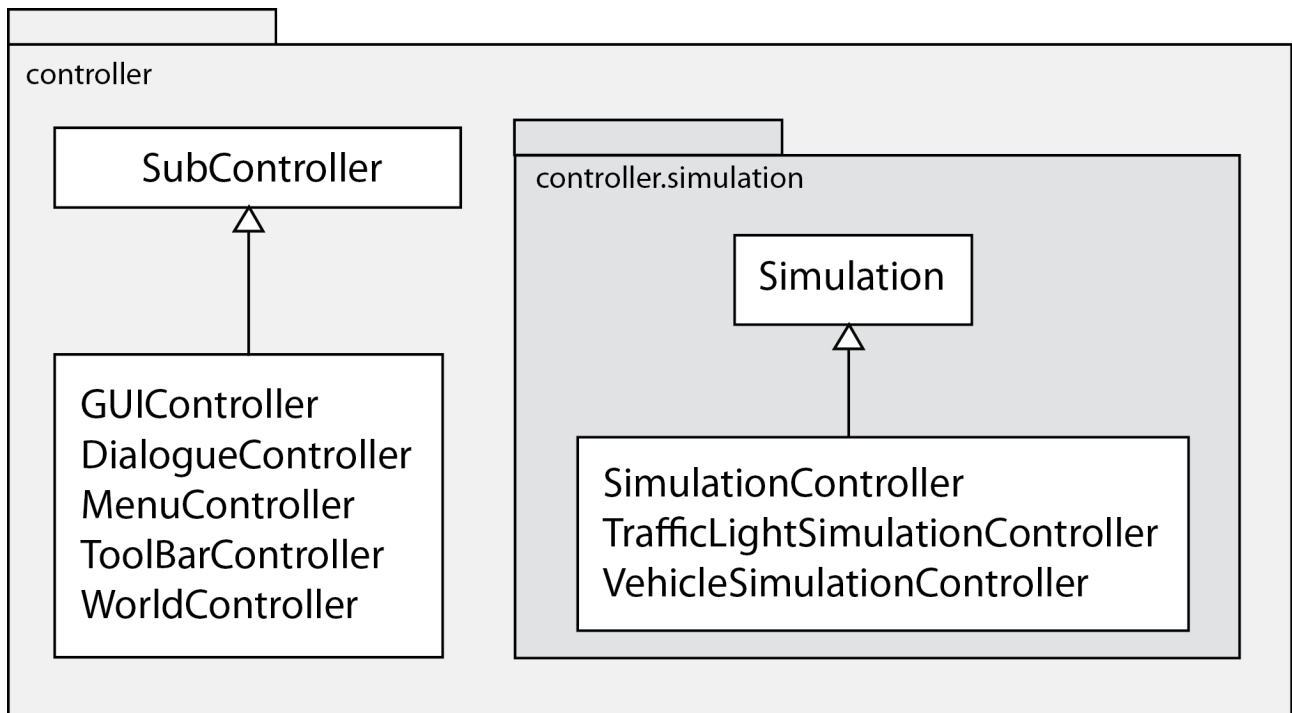 controller
SubController
GUIController
DialogueController
MenuController
ToolBarController
WorldController
controller.simulation
Simulation
SimulationController
TrafficLightSimulationController
VehicleSimulationController